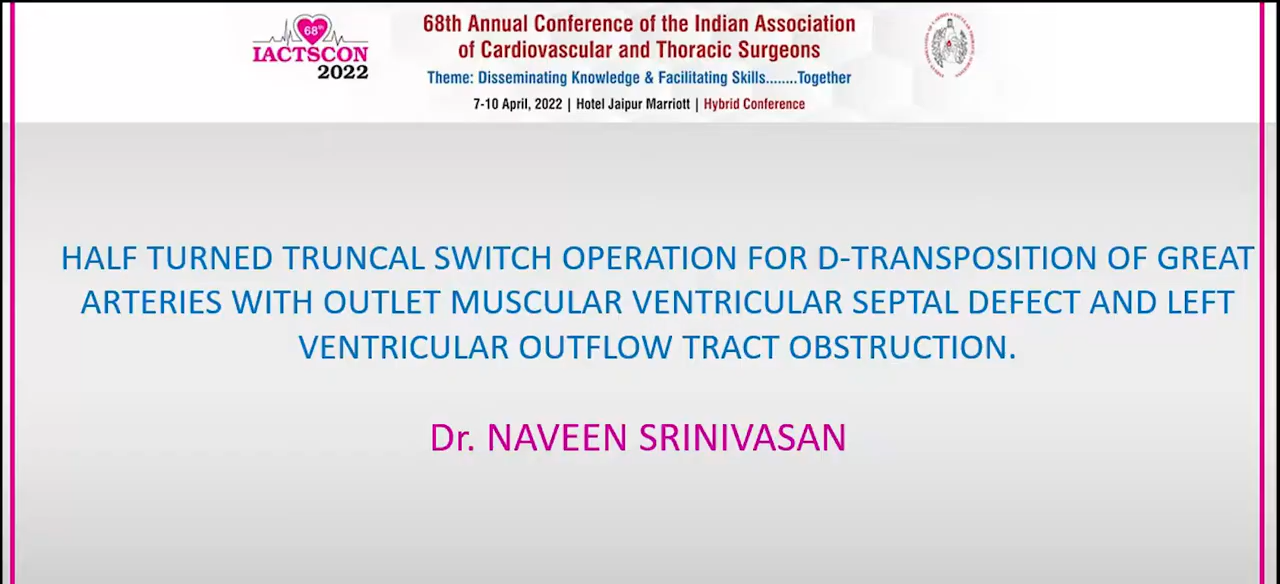 68th
IACTSCON
2022
68th Annual Conference of the Indian Association
of Cardiovascular and Thoracic Surgeons
Theme: Disseminating Knowledge & Facilitating Skills........Together
7-10 April, 2022 | Hotel Jaipur Marriott | Hybrid Conference
HALF TURNED TRUNCAL SWITCH OPERATION FOR D-TRANSPOSITION OF GREAT
ARTERIES WITH OUTLET MUSCULAR VENTRICULAR SEPTAL DEFECT AND LEFT
VENTRICULAR OUTFLOW TRACT OBSTRUCTION.
Dr. NAVEEN SRINIVASAN